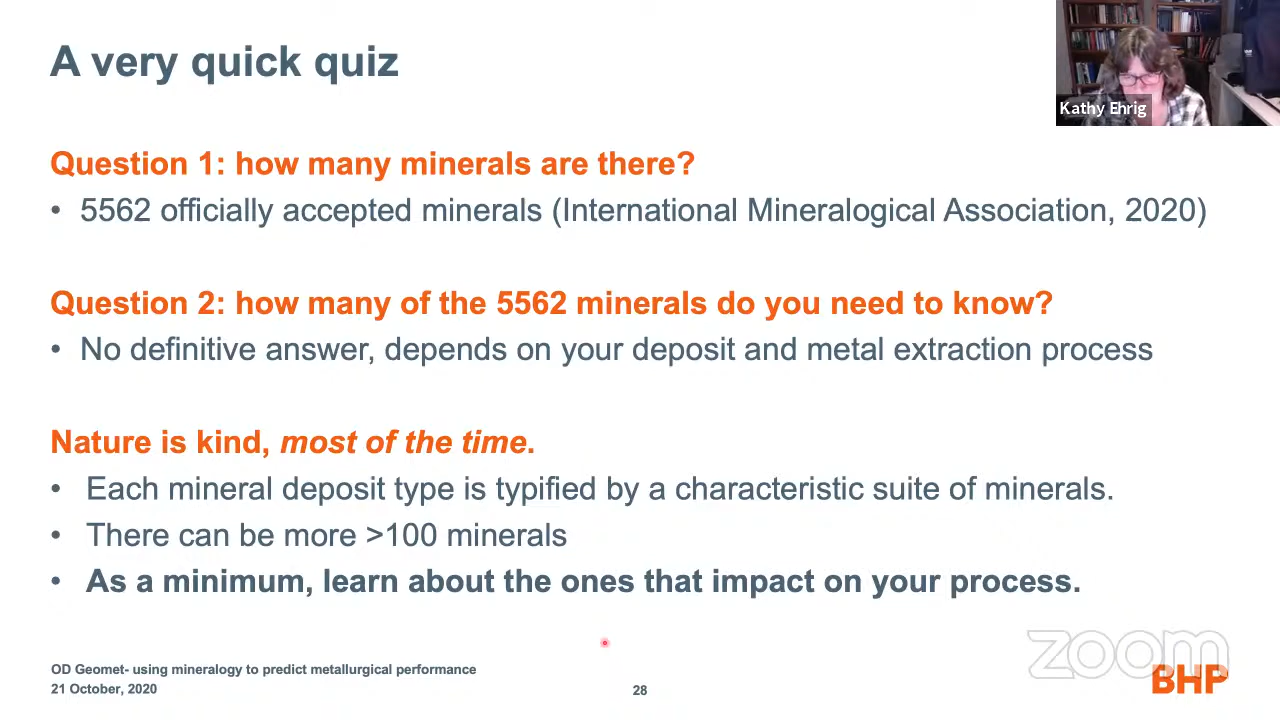 A very quick quiz
Kathy Ehrig
Question 1: how many minerals are there?
• 5562 officially accepted minerals (International Mineralogical Association, 2020)
Question 2: how many of the 5562 minerals do you need to know?
• No definitive answer, depends on your deposit and metal extraction process
Nature is kind, most of the time.
• Each mineral deposit type is typified by a characteristic suite of minerals.
• There can be more >100 minerals
• As a minimum, learn about the ones that impact on your process.
OD Geomet- using mineralogy to predict metallurgical performance
21 October, 2020
28
zoom
BHP